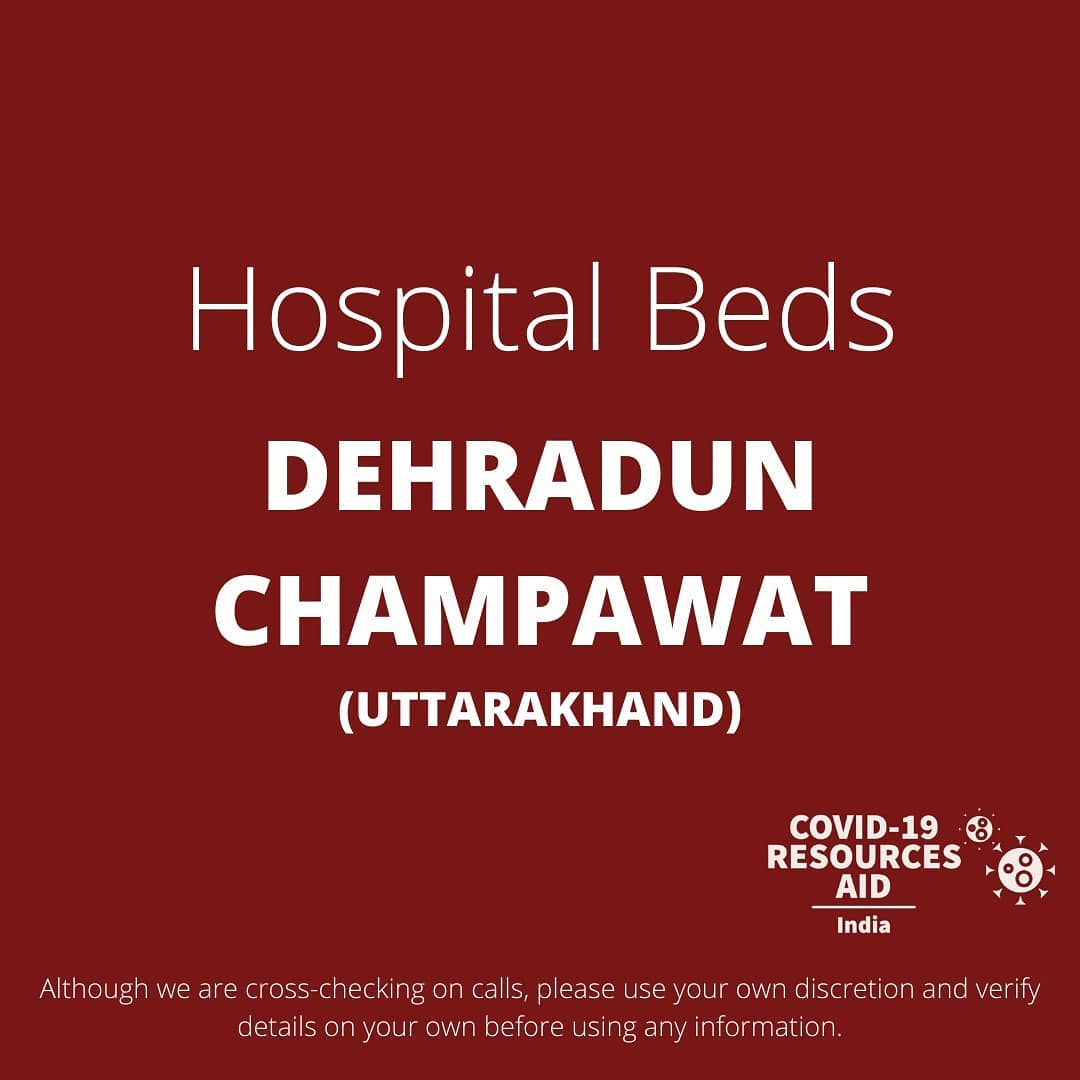 Hospital Beds
DEHRADUN
CHAMPAWAT
(UTTARAKHAND)
COVID-19
RESOURCES
AID
India
Although we are cross-checking on calls, please use your own discretion and verify
details on your own before using any information.